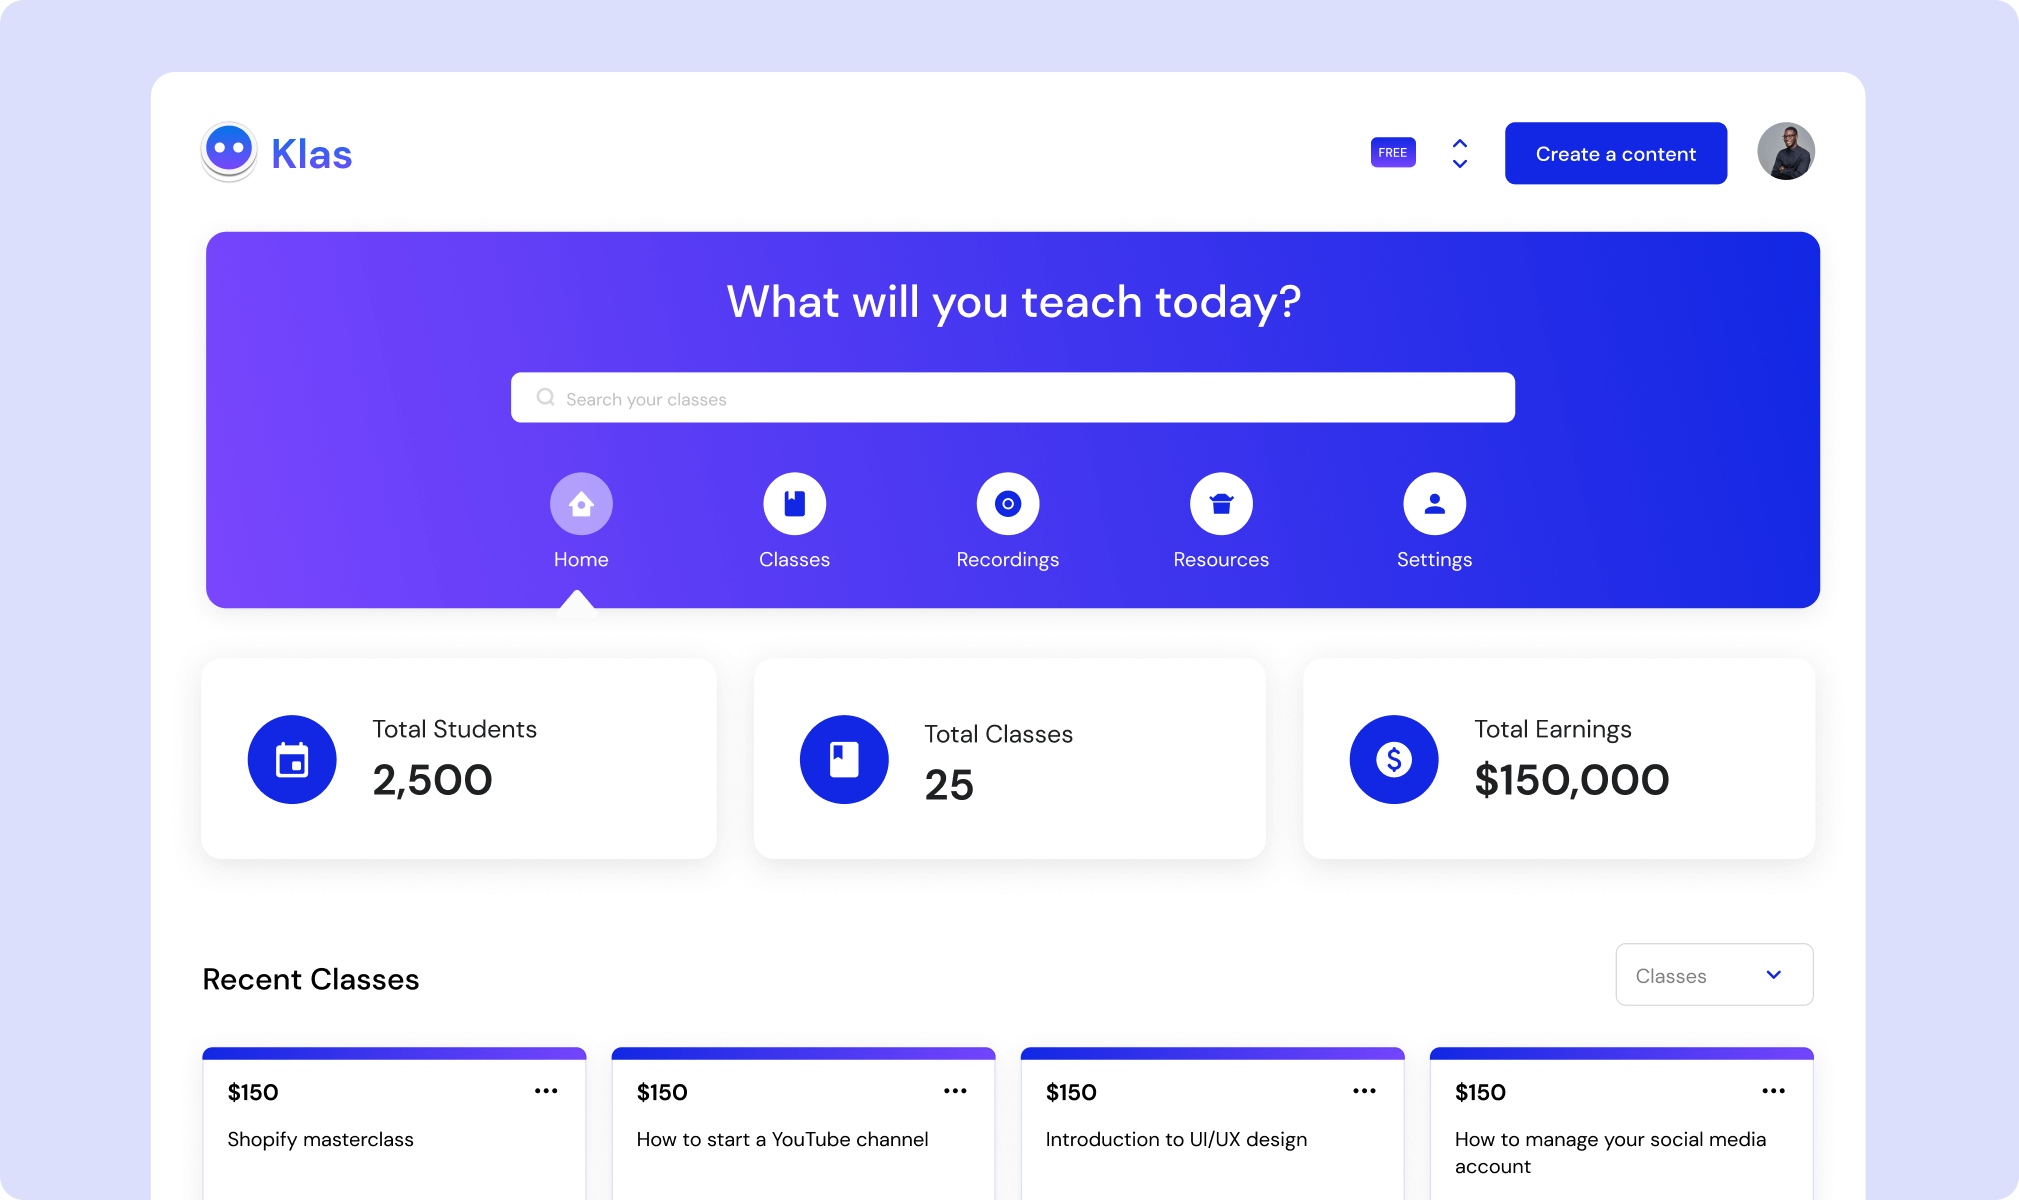 Klas
FREE
Create a content
What will you teach today?
Search your classes
Home
Classes
Recordings
Resources
Settings
Total Students
2,500
Total Classes
25
Total Earnings
$150,000
Recent Classes
Classes
$150
Shopify masterclass
$150
How to start a YouTube channel
$150
Introduction to UI/UX design
$150
How to manage your social media
account